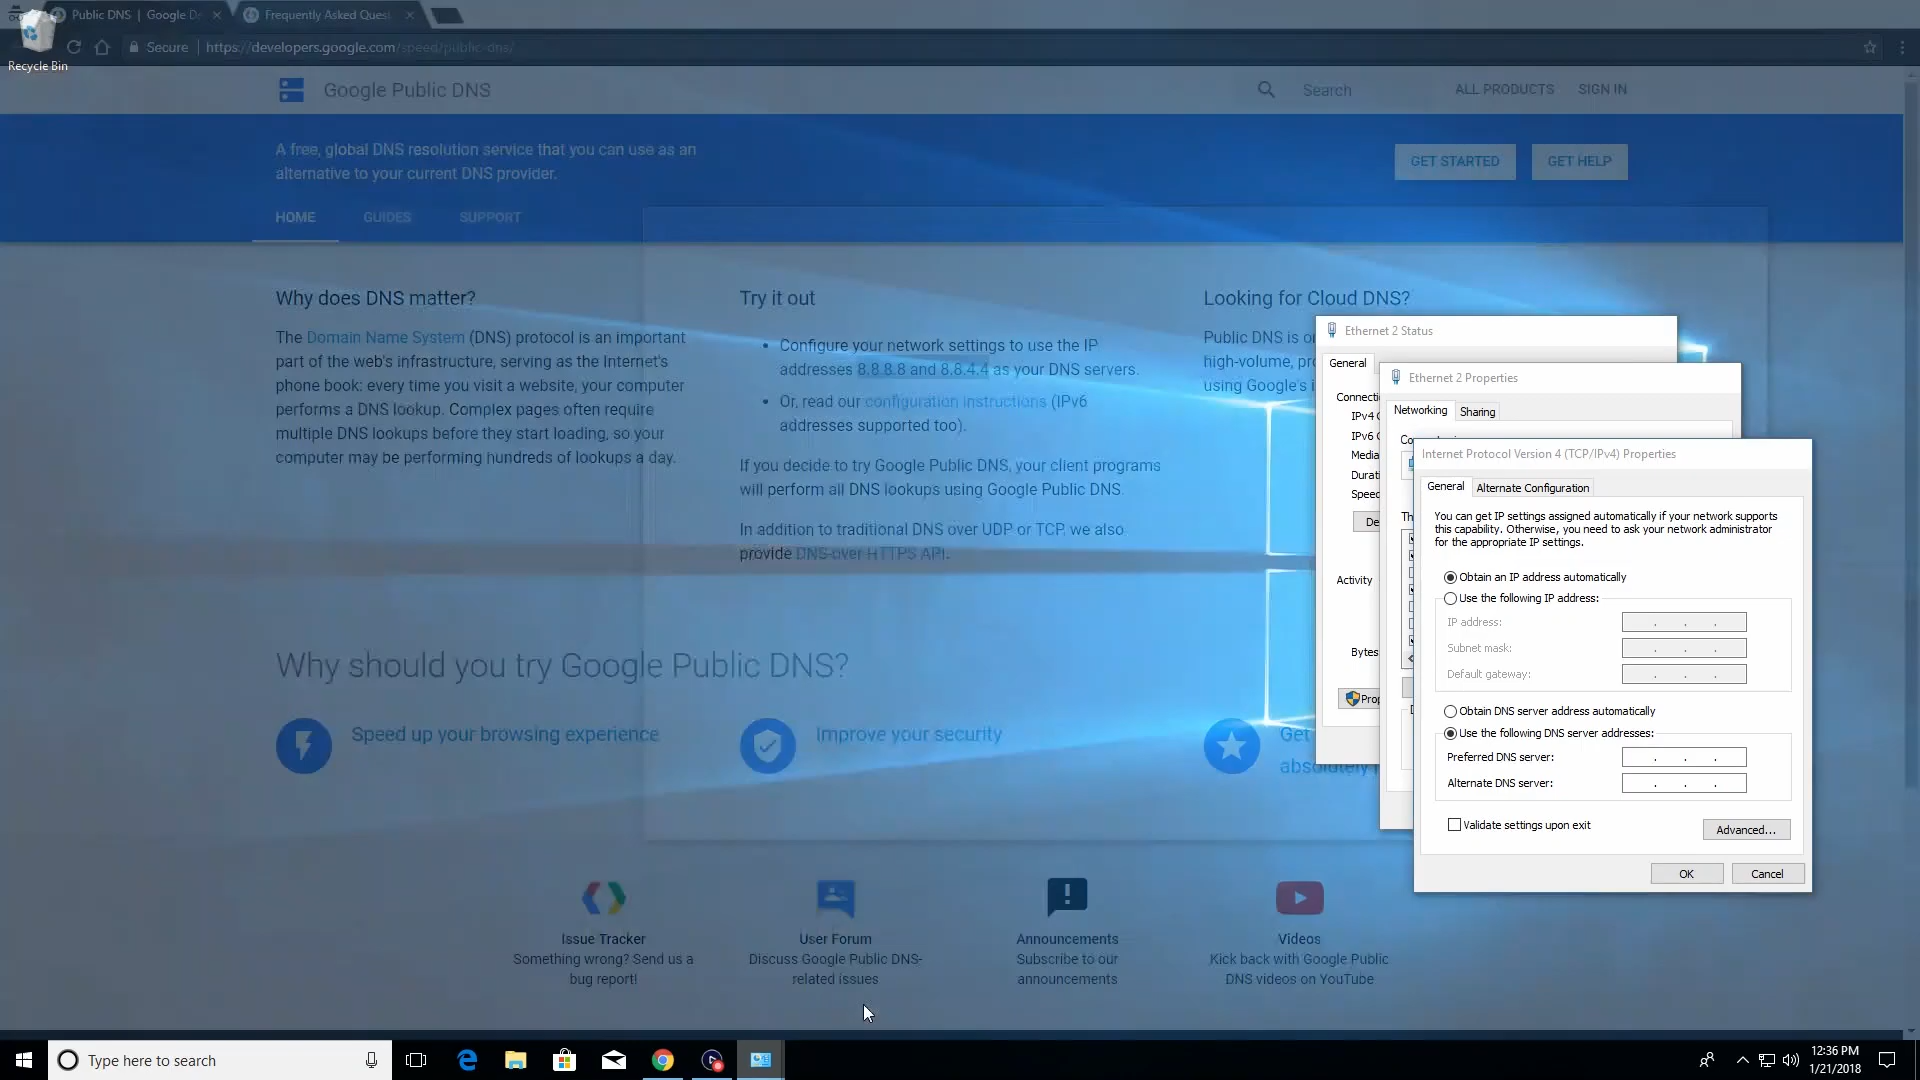 Public DNS | Google De
Frequently Asked Quest
Secure
https://developers.google.com/speed/public-dns/
Recycle Bin
Google Public DNS
Search
ALL PRODUCTS
SIGN IN
A free, global DNS resolution service that you can use as an
alternative to your current DNS provider.
GET STARTED
GET HELP
HOME
GUIDES
SUPPORT
Why does DNS matter?
The Domain Name System (DNS) protocol is an important
part of the web's infrastructure, serving as the Internet's
phone book: every time you visit a website, your computer
performs a DNS lookup. Complex pages often require
multiple DNS lookups before they start loading, so your
computer may be performing hundreds of lookups a day.
Try it out
• Configure your network settings to use the IP
addresses 8.8.8.8 and 8.8.4.4 as your DNS servers.
• Or, read our configuration instructions (IPv6
addresses supported too).
If you decide to try Google Public DNS, your client programs
will perform all DNS lookups using Google Public DNS.
In addition to traditional DNS over UDP or TCP, we also
provide DNS-over-HTTPS API.
Looking for Cloud DNS?
Public DNS is
high-volume,
using Google's
Why should you try Google Public DNS?
Speed up your browsing experience
Improve your security
Get
absolutely
Issue Tracker
Something wrong? Send us a
bug report!
User Forum
Discuss Google Public DNS-
related issues
Announcements
Subscribe to our
announcements
Videos
Kick back with Google Public
DNS videos on YouTube
Ethernet 2 Status
General
Connecti
IPv4 C
IPv6 C
Media
Durati
Speed
De
Activity
Bytes
Prop
Ethernet 2 Properties
Networking
Sharing
Co
Th
Internet Protocol Version 4 (TCP/IPv4) Properties
General
Alternate Configuration
You can get IP settings assigned automatically if your network supports
this capability. Otherwise, you need to ask your network administrator
for the appropriate IP settings.
Obtain an IP address automatically
Use the following IP address:
IP address:
Subnet mask:
Default gateway:
Obtain DNS server address automatically
Use the following DNS server addresses:
Preferred DNS server:
Alternate DNS server:
Validate settings upon exit
Advanced...
OK
Cancel
Type here to search
12:36 PM
1/21/2018